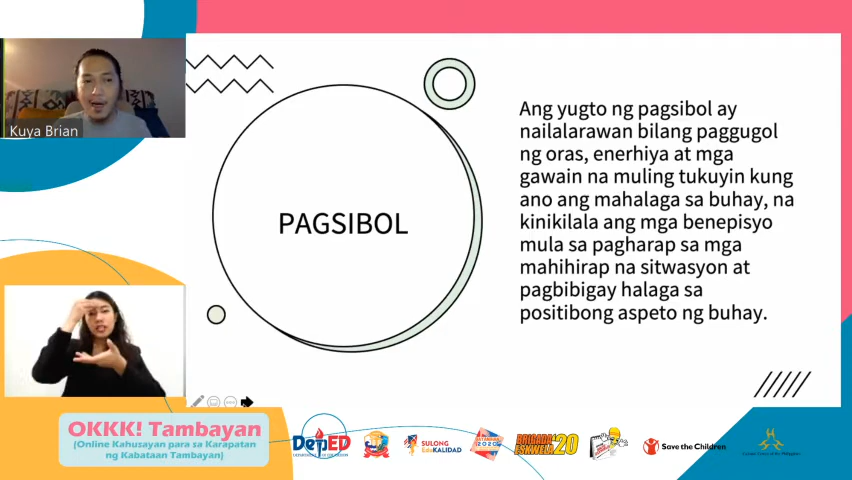 Kuya Brian
PAGSIBOL
Ang yugto ng pagsibol ay
nailalarawan bilang paggugol
ng oras, enerhiya at mga
gawain na muling tukuyin kung
ano ang mahalaga sa buhay, na
kinikilala ang mga benepisyo
mula sa pagharap sa mga
mahihirap na sitwasyon at
pagbibigay halaga sa
positibong aspeto ng buhay.
OKKK! Tambayan
(Online Kahusayan para sa Karapatan
ng Kabataan Tambayan)
DepED
SULONG
EduKALIDAD
BRIGADA
ESKWELA'20
Save the Children